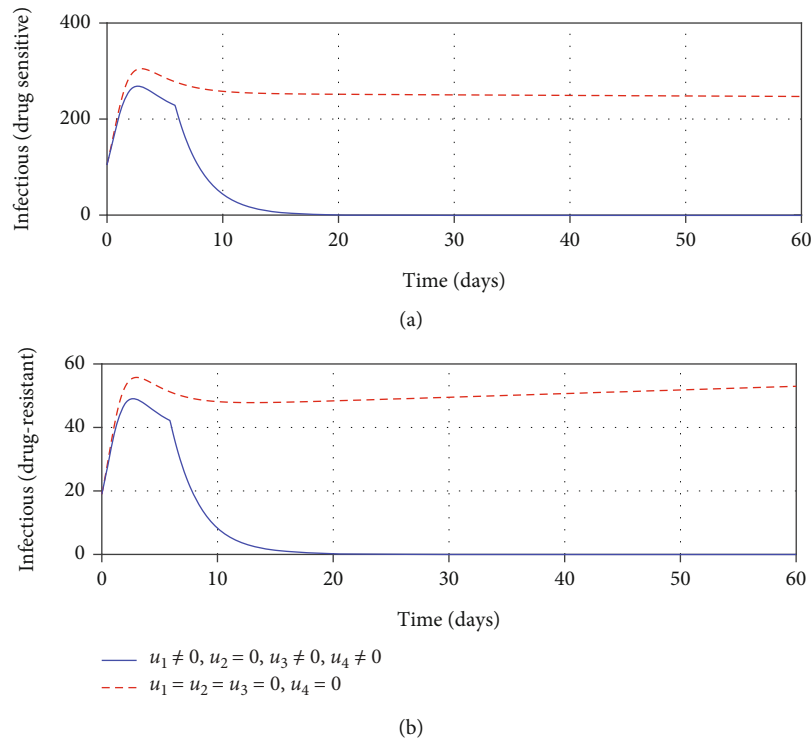 Infectious (drug sensitive)
400
200
0
0 10 20 30 40 50 60
Time (days)
(a)
Infectious (drug-resistant)
60
40
20
0
0 10 20 30 40 50 60
Time (days)
u₁ ≠ 0, u₂ = 0, u₃ ≠ 0, u₄ ≠ 0
u₁ = u₂ = u₃ = 0, u₄ = 0
(b)